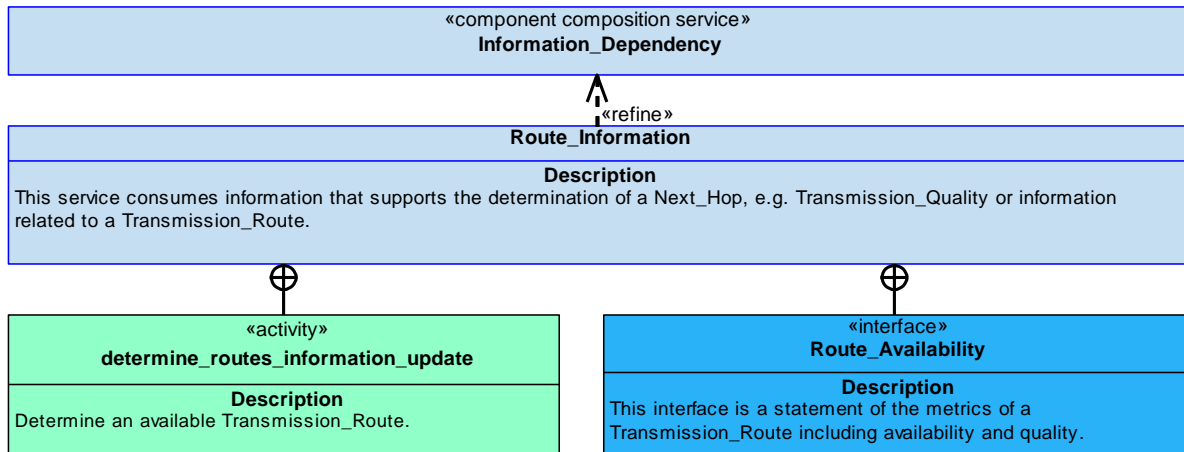 «component composition service»
Information_Dependency
«refine»
Route_Information
Description
This service consumes information that supports the determination of a Next_Hop, e.g. Transmission_Quality or information
related to a Transmission_Route.
«activity»
determine_routes_information_update
Description
Determine an available Transmission_Route.
«interface»
Route_Availability
Description
This interface is a statement of the metrics of a
Transmission_Route including availability and quality.